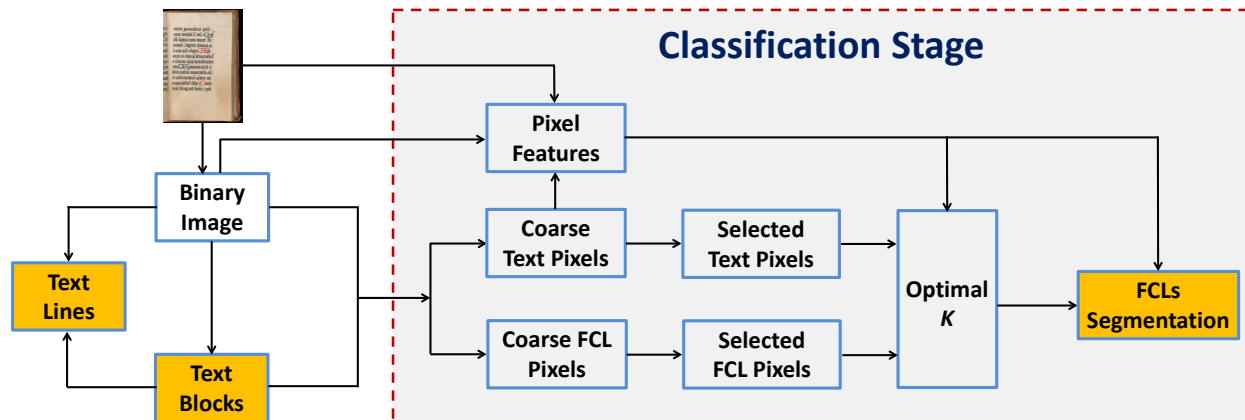 Classification Stage
Pixel
Features
Binary
Image
Coarse
Text Pixels
Selected
Text Pixels
Text
Lines
Optimal
K
FCLs
Segmentation
Coarse FCL
Pixels
Selected
FCL Pixels
Text
Blocks